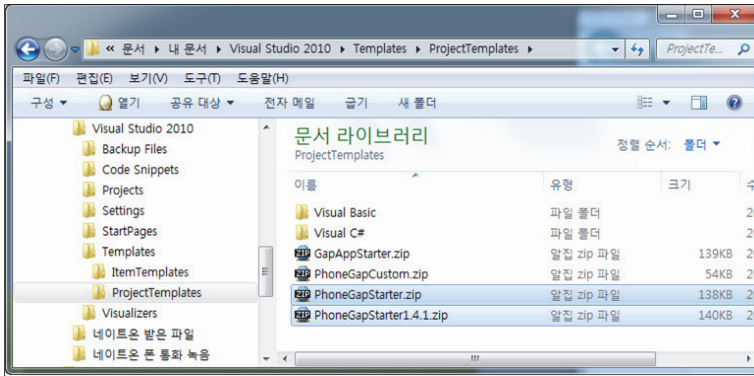 « 문서 ▸ 내 문서 ▸ Visual Studio 2010 ▸ Templates ▸ ProjectTemplates ▸
ProjectTe...
파일(F) 편집(E) 보기(V) 도구(T) 도움말(H)
구성 ▼ 열기 공유 대상 ▼ 전자 메일 굽기 새 폴더
Visual Studio 2010
Backup Files
Code Snippets
Projects
Settings
StartPages
Templates
ItemTemplates
ProjectTemplates
Visualizers
네이트온 받은 파일
네이트온 폰 통화 녹음
문서 라이브러리
ProjectTemplates
정렬 순서: 폴더 ▼
이름 유형 크기
Visual Basic 파일 폴더
Visual C# 파일 폴더
GapAppStarter.zip 알집 zip 파일 139KB
PhoneGapCustom.zip 알집 zip 파일 54KB
PhoneGapStarter.zip 알집 zip 파일 138KB
PhoneGapStarter1.4.1.zip 알집 zip 파일 140KB